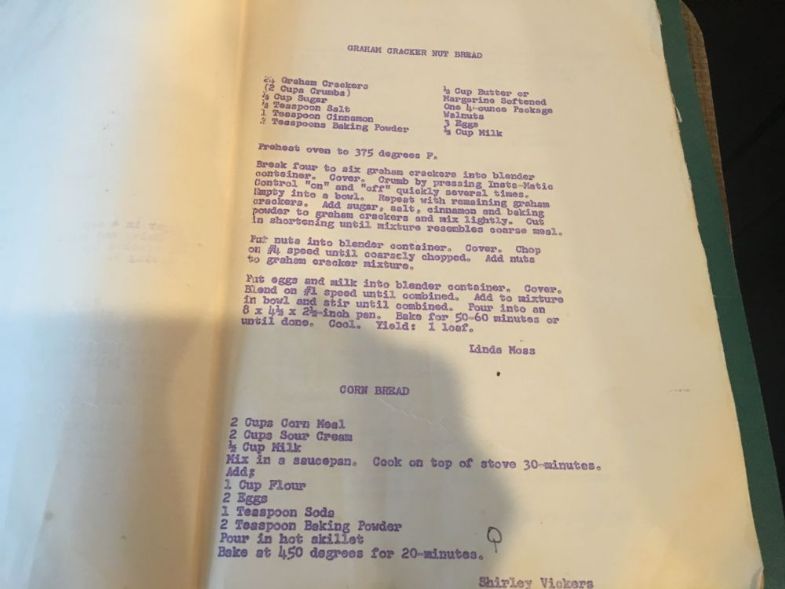 GRAHAM CRACKER NUT BREAD
24 Graham Crackers
(2 Cups Crumbs)
½ Cup Sugar
½ Teaspoon Salt
1 Teaspoon Cinnamon
2 Teaspoons Baking Powder
½ Cup Butter or
Margarine Softened
One 4-ounce Package
Walnuts
3 Eggs
½ Cup Milk
Preheat oven to 375 degrees F.
Break four to six graham crackers into blender
container. Cover. Crumb by pressing Insta-Matic
Control "on" and "off" quickly several times.
Empty into a bowl. Repeat with remaining graham
crackers. Add sugar, salt, cinnamon and baking
powder to graham crackers and mix lightly. Cut
in shortening until mixture resembles coarse meal.
Put nuts into blender container. Cover. Chop
on #4 speed until coarsely chopped. Add nuts
to graham cracker mixture.
Put eggs and milk into blender container. Cover.
Blend on #1 speed until combined. Add to mixture
in bowl and stir until combined. Pour into an
8 x 4½ x 2½-inch pan. Bake for 50-60 minutes or
until done. Cool. Yield: 1 loaf.
Linda Moss
CORN BREAD
2 Cups Corn Meal
2 Cups Sour Cream
½ Cup Milk
Mix in a saucepan. Cook on top of stove 30-minutes.
Add;
1 Cup Flour
2 Eggs
1 Teaspoon Soda
2 Teaspoon Baking Powder
Pour in hot skillet
Bake at 450 degrees for 20-minutes.
Shirley Vickers